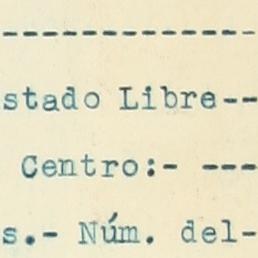 -------------
stado Libre--
Centro:- ---
s.- Núm. del-